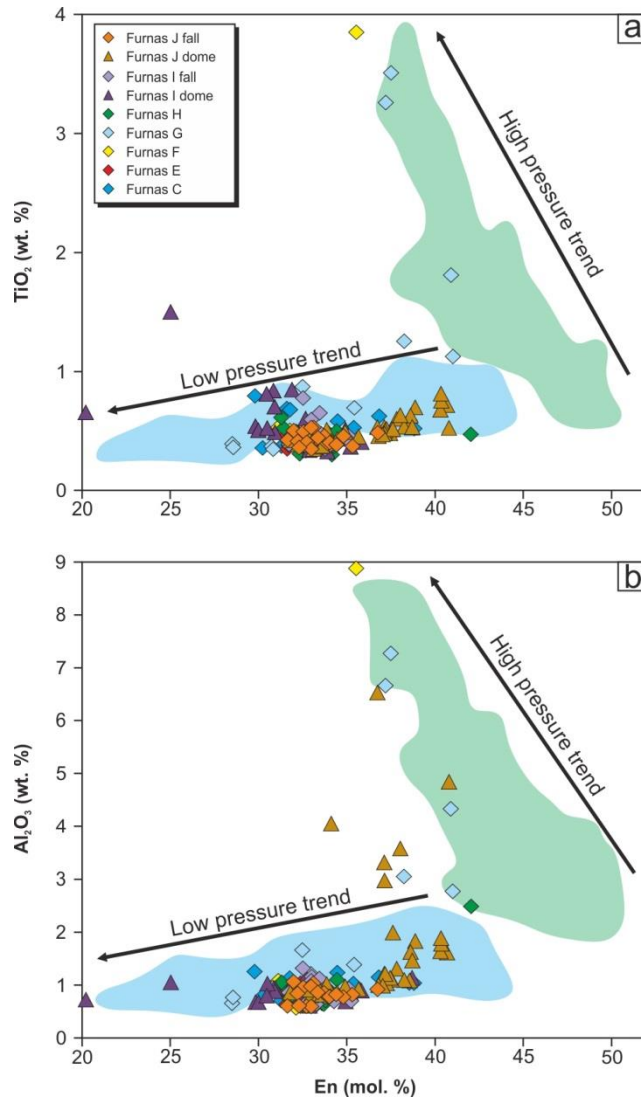 4
3
2
1
0
TiO2 (wt. %)
a
Furnas J fall
Furnas J dome
Furnas I fall
Furnas I dome
Furnas H
Furnas G
Furnas F
Furnas E
Furnas C
High pressure trend
Low pressure trend
20 25 30 35 40 45 50
9
8
7
6
5
4
3
2
1
0
Al2O3 (wt. %)
b
High pressure trend
Low pressure trend
20 25 30 35 40 45 50
En (mol. %)